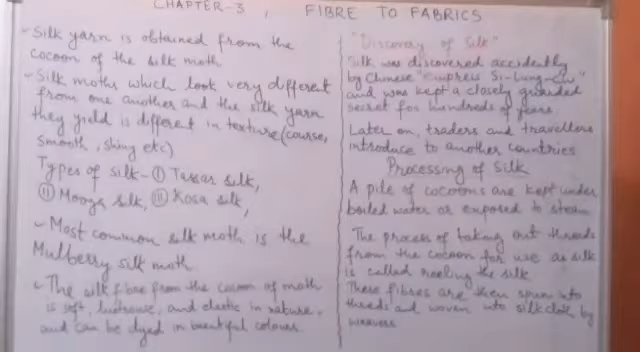 CHAPTER-3, FIBRE TO FABRICS
- Silk yarn is obtained from the
cocoon of the silk moth
- Silk moths which look very different
from one another and the silk yarn
they yield is different in texture (course,
smooth, shiny etc)
Types of silk - ① Tassar silk,
⑪ Mooga silk, ⑪ Kosa silk,
- Most common silk moth is the
Mulberry silk moth
- The silk fibre from the cocoon of moth
is soft, lustrouse, and elastic in nature.
and can be dyed in beautiful colours.
"Discovery of Silk"
Silk was discovered accidently
by Chinese "Empress Si-lung-
and was kept a closely guarded
secret for hundreds of years
Later on, traders and travellers
introduce to another countries
Processing of Silk
A pile of cocoons are kept under
boiled water or exposed to steam
The process of taking out threads
from the cocoon for use as silk
is called reeling the silk
These fibres are then spun into
threds and woven into silk cloth by
weavers